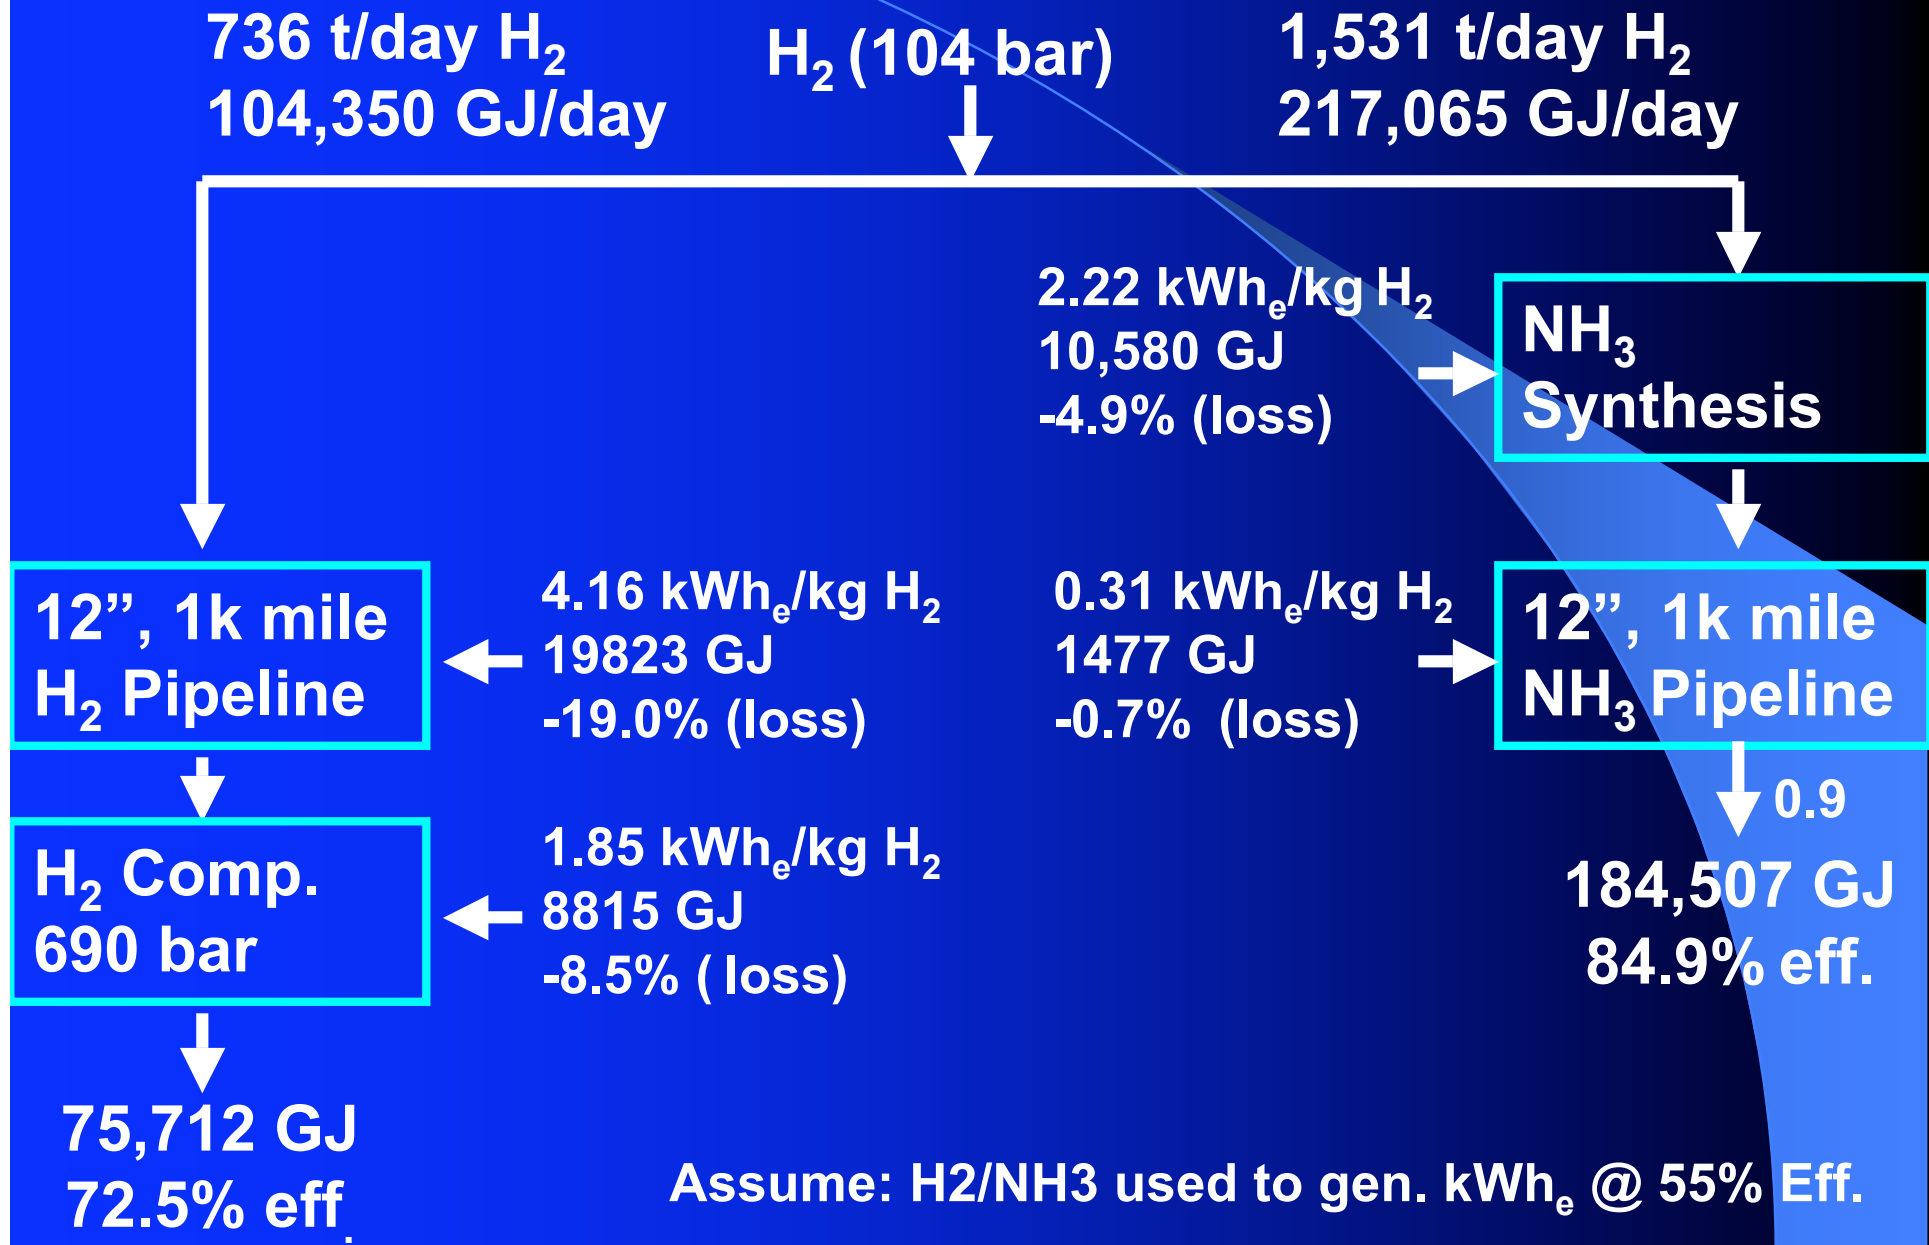 736 t/day H₂
104,350 GJ/day
H₂ (104 bar)
1,531 t/day H₂
217,065 GJ/day
2.22 kWhₑ/kg H₂
10,580 GJ
-4.9% (loss)
NH₃
Synthesis
12”, 1k mile
H₂ Pipeline
4.16 kWhₑ/kg H₂
19823 GJ
-19.0% (loss)
0.31 kWhₑ/kg H₂
1477 GJ
-0.7% (loss)
12”, 1k mile
NH₃ Pipeline
0.9
H₂ Comp.
690 bar
1.85 kWhₑ/kg H₂
8815 GJ
-8.5% ( loss)
184,507 GJ
84.9% eff.
75,712 GJ
72.5% eff
Assume: H2/NH3 used to gen. kWhₑ @ 55% Eff.